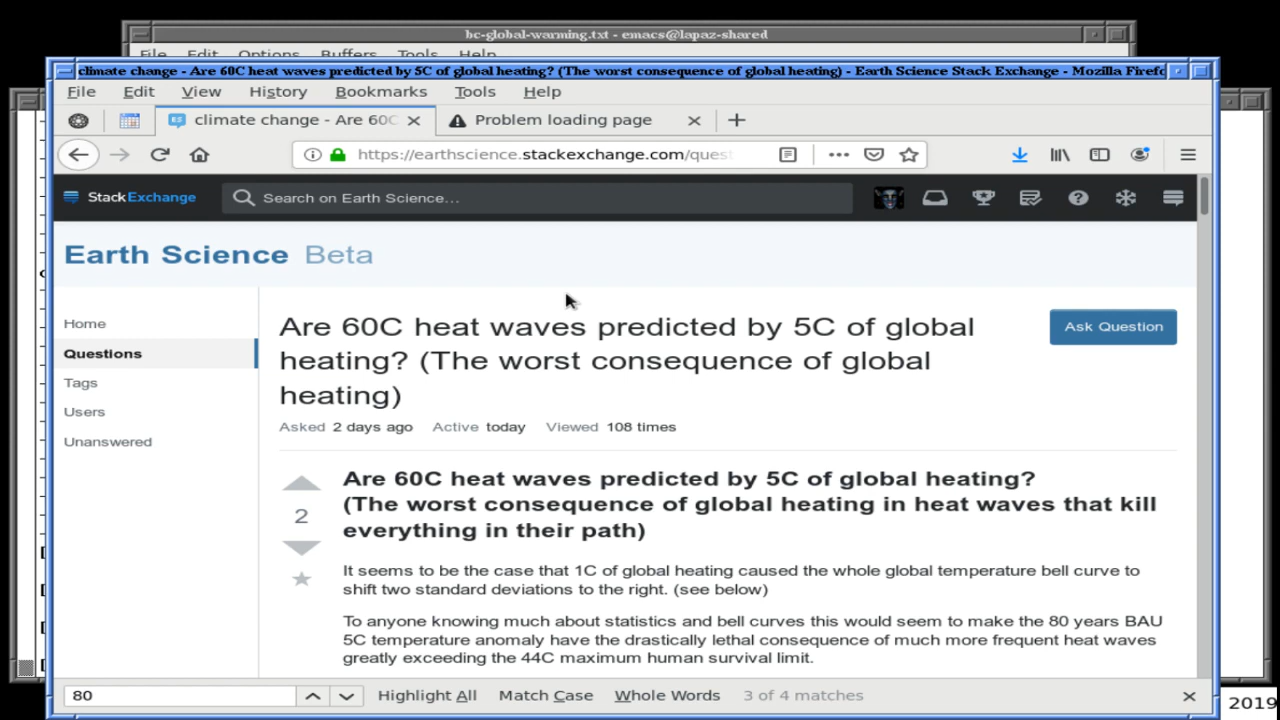 bc-global-warming.txt - emacs@lapaz-shared
File Edit Options Buffers Tools Help
climate change - Are 60C heat waves predicted by 5C of global heating? (The worst consequence of global heating) - Earth Science Stack Exchange - Mozilla Firefo
File Edit View History Bookmarks Tools Help
climate change - Are 60C
Problem loading page
https://earthscience.stackexchange.com/quest
StackExchange
Search on Earth Science...
Earth Science Beta
Home
Questions
Tags
Users
Unanswered
Are 60C heat waves predicted by 5C of global
heating? (The worst consequence of global
heating)
Ask Question
Asked 2 days ago Active today Viewed 108 times
2
Are 60C heat waves predicted by 5C of global heating?
(The worst consequence of global heating in heat waves that kill
everything in their path)
It seems to be the case that 1C of global heating caused the whole global temperature bell curve to
shift two standard deviations to the right. (see below)
To anyone knowing much about statistics and bell curves this would seem to make the 80 years BAU
5C temperature anomaly have the drastically lethal consequence of much more frequent heat waves
greatly exceeding the 44C maximum human survival limit.
80
Highlight All Match Case Whole Words 3 of 4 matches
2019